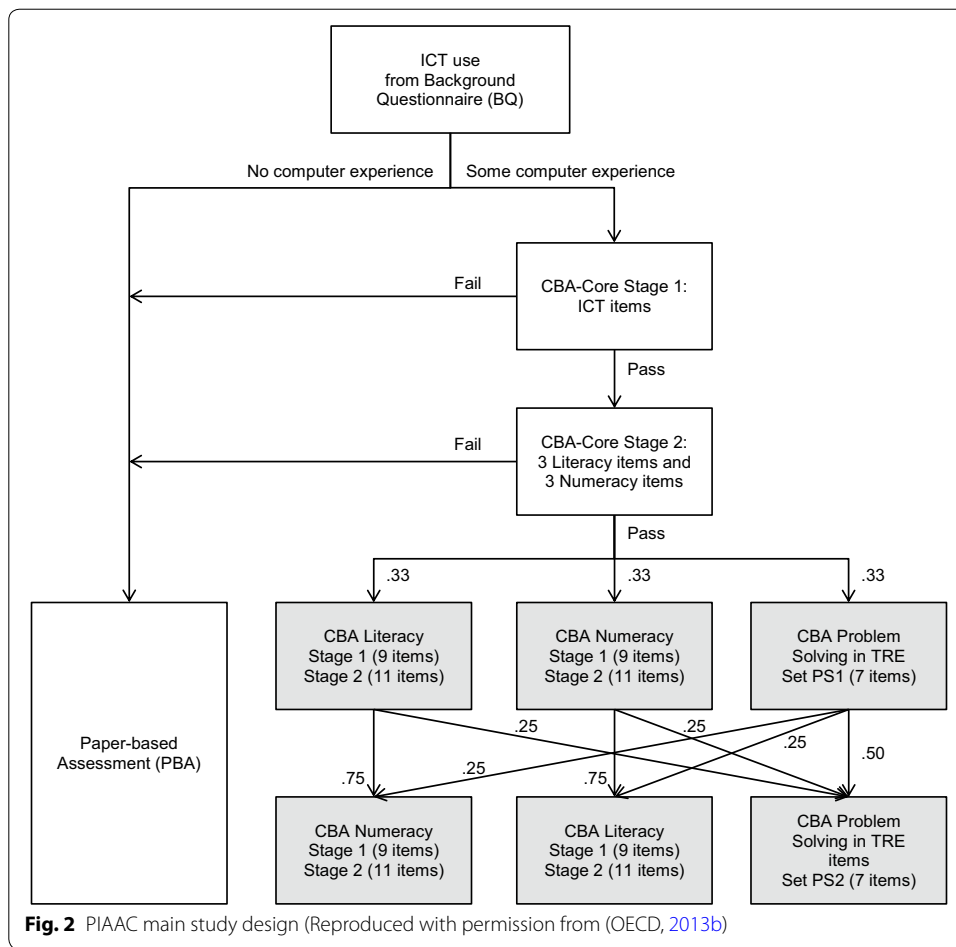 ICT use
from Background
Questionnaire (BQ)
No computer experience
Some computer experience
CBA-Core Stage 1:
ICT items
Fail
Pass
CBA-Core Stage 2:
3 Literacy items and
3 Numeracy items
Fail
Pass
.33
.33
.33
CBA Literacy
Stage 1 (9 items)
Stage 2 (11 items)
CBA Numeracy
Stage 1 (9 items)
Stage 2 (11 items)
CBA Problem
Solving in TRE
Set PS1 (7 items)
Paper-based
Assessment (PBA)
.25
.25
.25
.75
.25
.75
.50
CBA Numeracy
Stage 1 (9 items)
Stage 2 (11 items)
CBA Literacy
Stage 1 (9 items)
Stage 2 (11 items)
CBA Problem
Solving in TRE
items
Set PS2 (7 items)
Fig. 2 PIAAC main study design (Reproduced with permission from (OECD, 2013b)